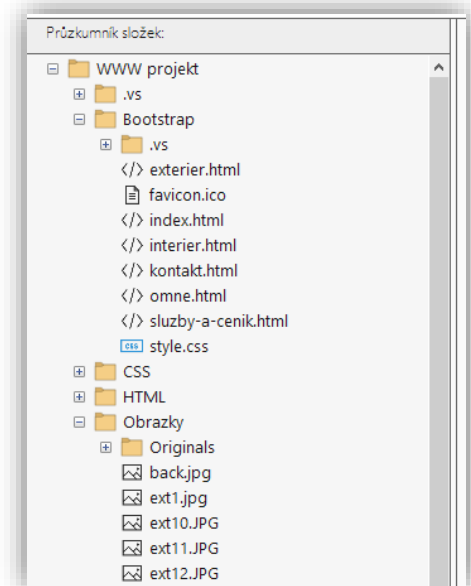 Průzkumník složek:
WWW projekt
.vs
Bootstrap
.vs
exterier.html
favicon.ico
index.html
interier.html
kontakt.html
omne.html
sluzby-a-cenik.html
style.css
CSS
HTML
Obrazky
Originals
back.jpg
ext1.jpg
ext10.JPG
ext11.JPG
ext12.JPG